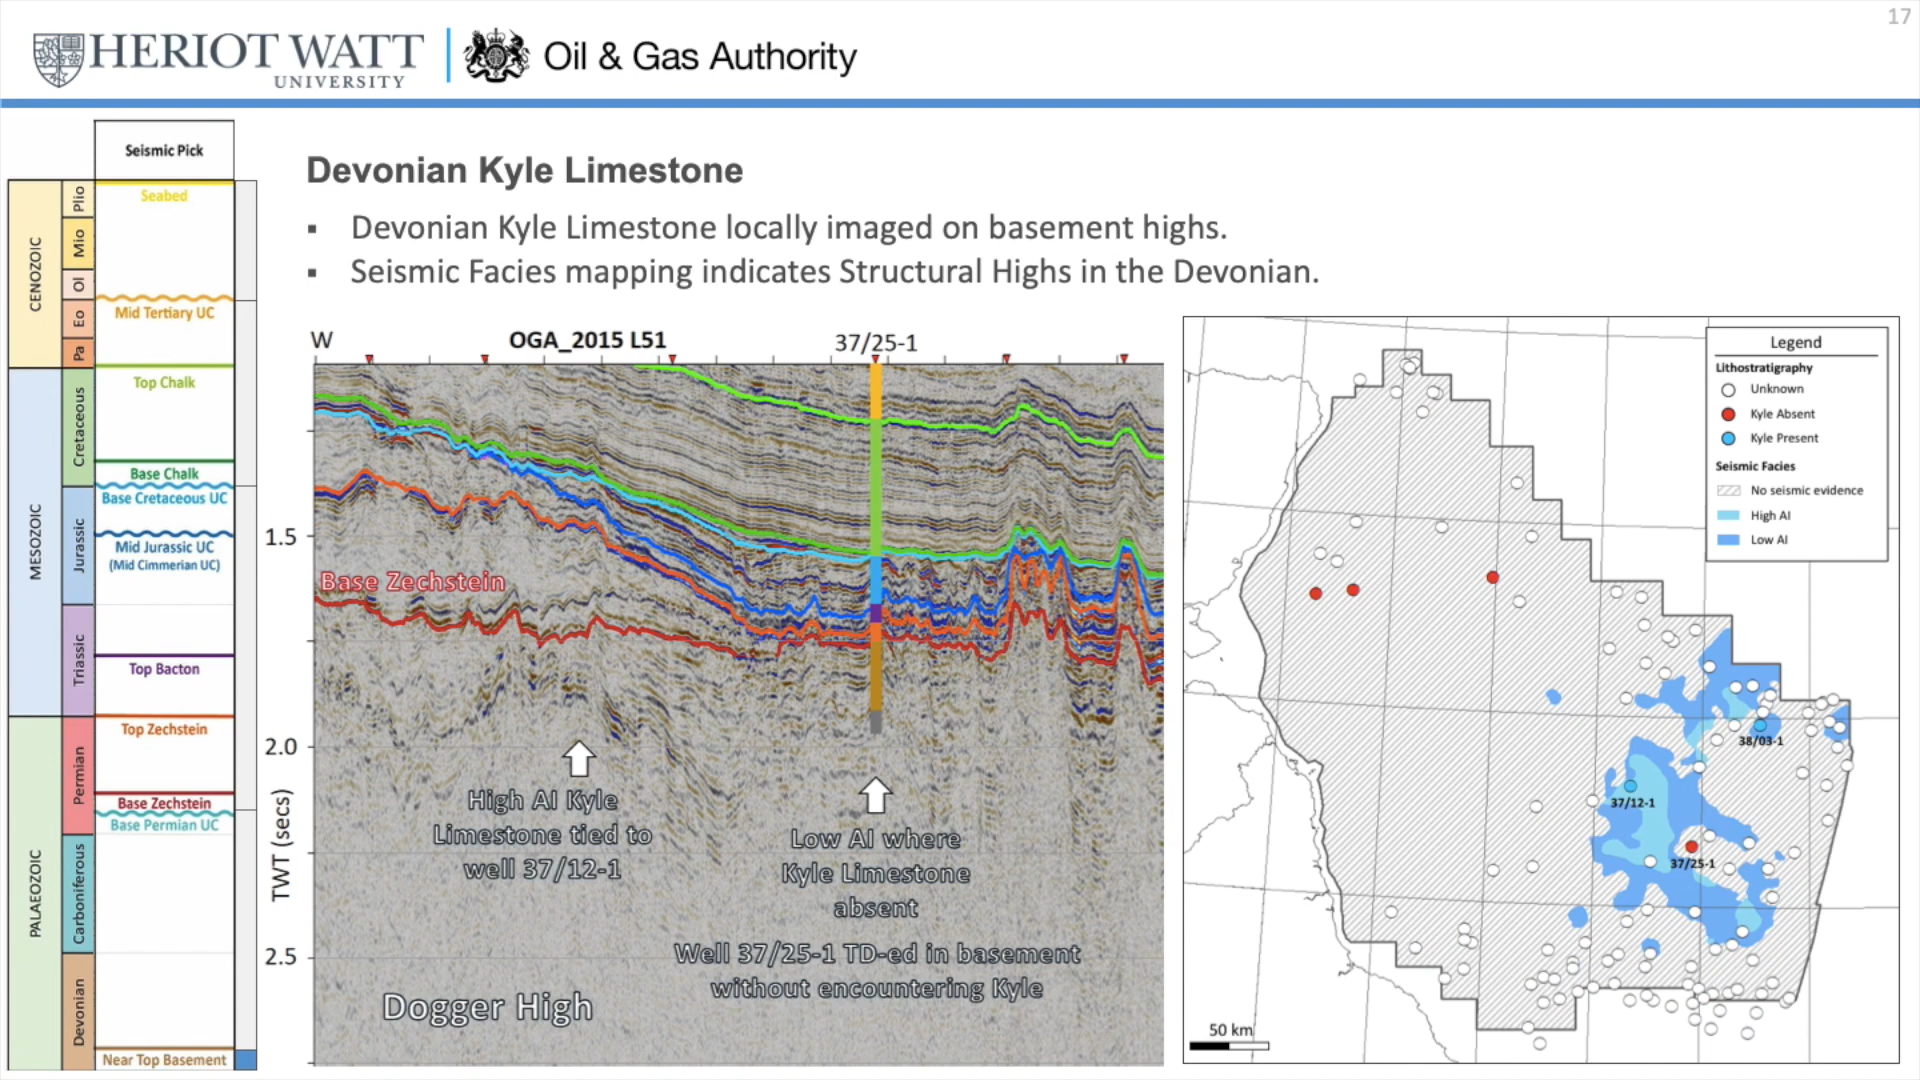 17
HERIOT WATT
UNIVERSITY
Oil & Gas Authority
Seismic Pick
CENOZOIC
Plio
Mio
Ol
Eo
Pa
Seabed
Mid Tertiary UC
Top Chalk
MESOZOIC
Cretaceous
Jurassic
Triassic
Base Chalk
Base Cretaceous UC
Mid Jurassic UC
(Mid Cimmerian UC)
Top Bacton
PALAEOZOIC
Permian
Carboniferous
Devonian
Top Zechstein
Base Zechstein
Base Permian UC
Near Top Basement
Devonian Kyle Limestone
▪ Devonian Kyle Limestone locally imaged on basement highs.
▪ Seismic Facies mapping indicates Structural Highs in the Devonian.
W
OGA_2015 L51
37/25-1
1.5
2.0
2.5
TWT (secs)
Base Zechstein
High AI Kyle
Limestone tied to
well 37/12-1
Low AI where
Kyle Limestone
absent
Well 37/25-1 TD-ed in basement
without encountering Kyle
Dogger High
Legend
Lithostratigraphy
Unknown
Kyle Absent
Kyle Present
Seismic Facies
No seismic evidence
High AI
Low AI
38/03-1
37/12-1
37/25-1
50 km